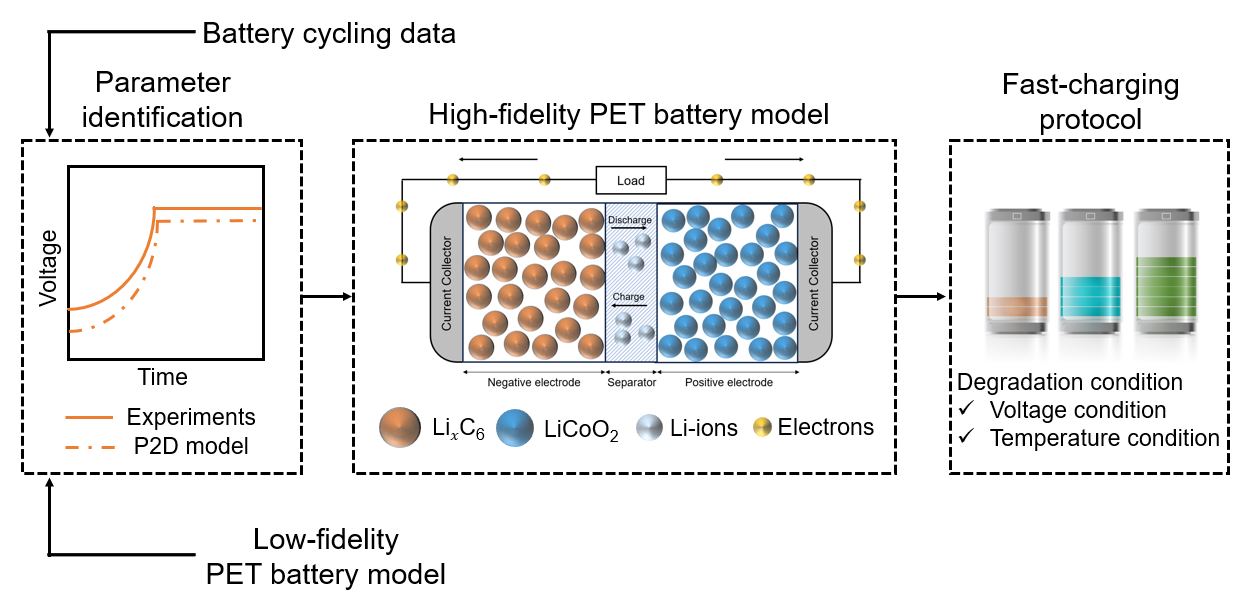 Battery cycling data
Parameter
identification
Voltage
Time
Experiments
P2D model
Low-fidelity
PET battery model
High-fidelity PET battery model
Load
Current Collector
Discharge
Charge
Current Collector
Negative electrode
Separator
Positive electrode
LiₓC₆
LiCoO₂
Li-ions
Electrons
Fast-charging
protocol
Degradation condition
✓ Voltage condition
✓ Temperature condition